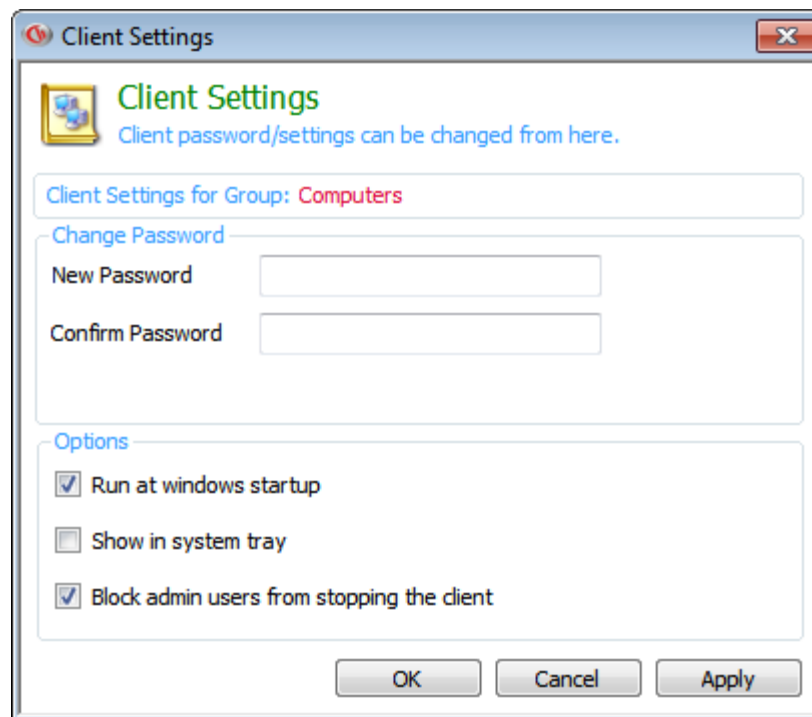 Client Settings
Client Settings
Client password/settings can be changed from here.
Client Settings for Group: Computers
Change Password
New Password
Confirm Password
Options
Run at windows startup
Show in system tray
Block admin users from stopping the client
OK Cancel Apply